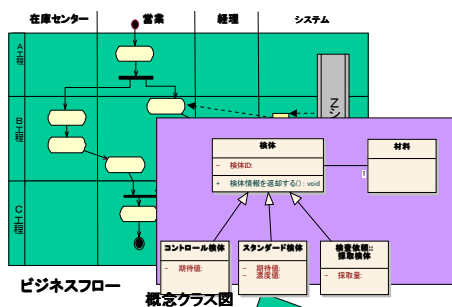 在庫センター 営業 経理 システム
A工程
B工程
C工程
Nシ
検体
- 検体ID:
+ 検体情報を返却する() : void
材料
1
コントロール検体
- 期待値:
スタンダード検体
- 期待値:
- 濃度値:
検査依頼::
採取検体
- 採取量:
ビジネスフロー
概念クラス図